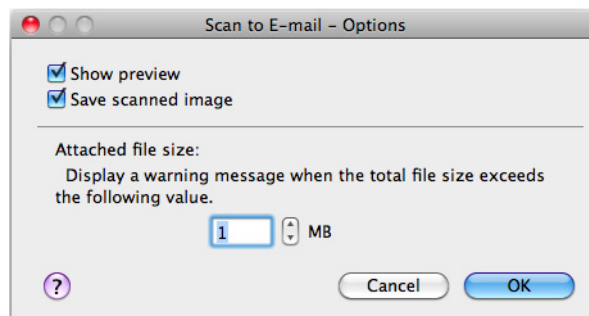 Scan to E-mail – Options
Show preview
Save scanned image
Attached file size:
Display a warning message when the total file size exceeds
the following value.
1 MB
? Cancel OK